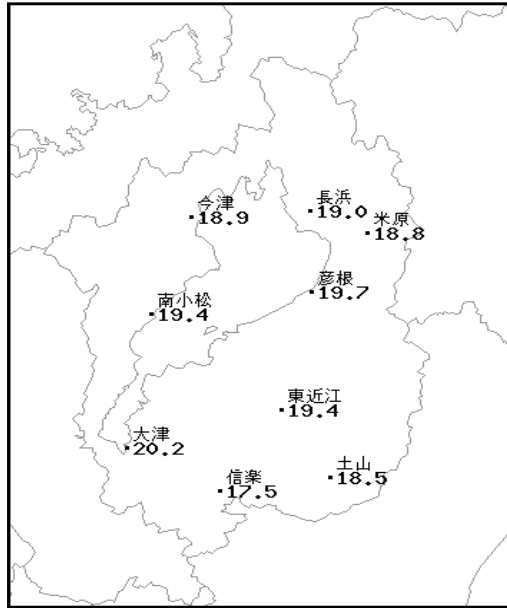 今津
18.9
長浜
19.0
米原
18.8
彦根
19.7
南小松
19.4
東近江
19.4
大津
20.2
土山
18.5
信楽
17.5